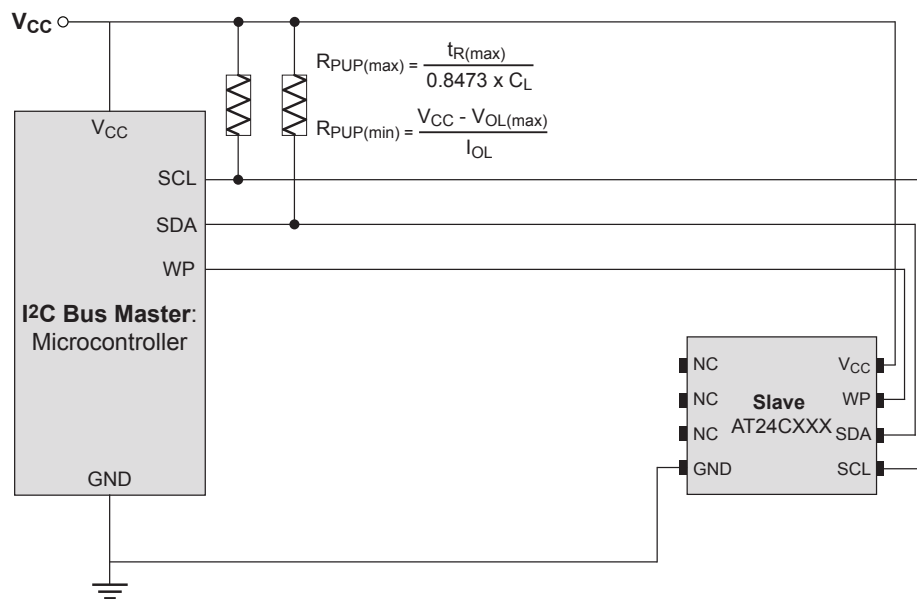 VCC
RPUP(max) = tR(max) / 0.8473 x CL
RPUP(min) = VCC - VOL(max) / IOL
VCC
SCL
SDA
WP
I2C Bus Master:
Microcontroller
GND
NC
NC
NC
GND
Slave
AT24CXXX
VCC
WP
SDA
SCL